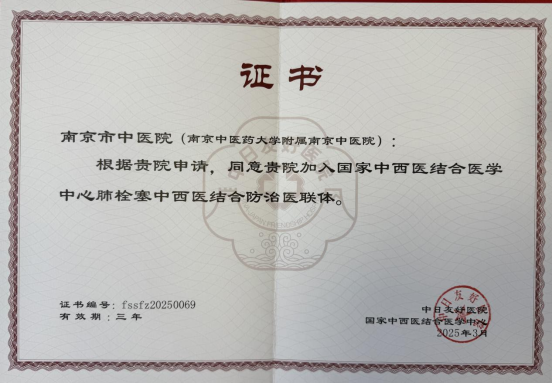 证书
南京市中医院（南京中医药大学附属南京中医院）：
根据贵院申请，同意贵院加入国家中西医结合医学
中心肺栓塞中西医结合防治医联体。
证书编号：fssfz20250069
有效期：三年
中日友好医院
国家中西医结合医学中心
2025年3月